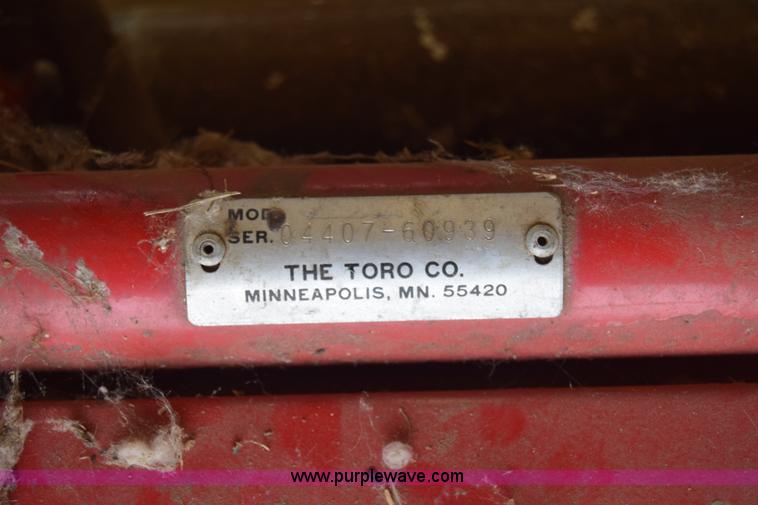 MOD.
SER. 04407-60939
THE TORO CO.
MINNEAPOLIS, MN. 55420
www.purplewave.com